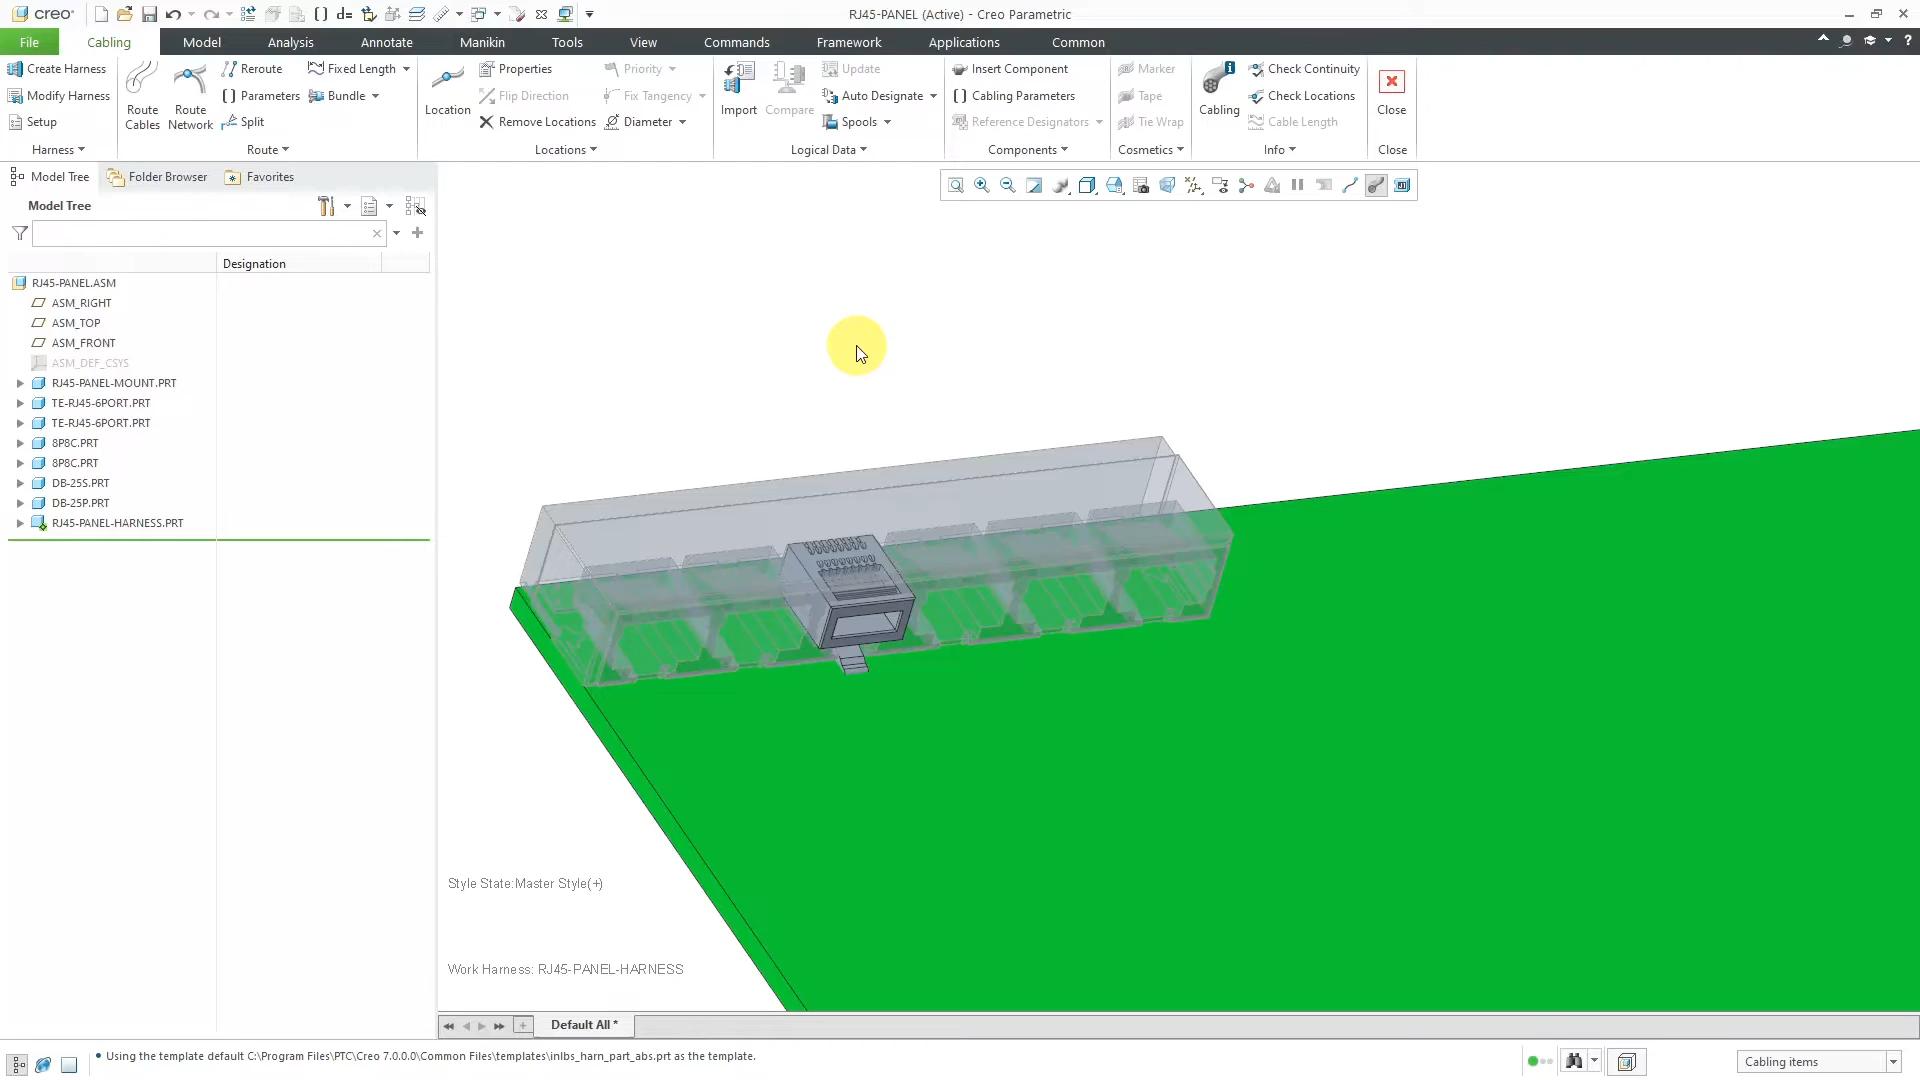 creo
RJ45-PANEL (Active) - Creo Parametric
File
Cabling
Model
Analysis
Annotate
Manikin
Tools
View
Commands
Framework
Applications
Common
Create Harness
Modify Harness
Setup
Harness
Route Cables
Route Network
Reroute
Parameters
Split
Fixed Length
Bundle
Route
Location
Properties
Flip Direction
Remove Locations
Priority
Fix Tangency
Diameter
Locations
Import
Compare
Update
Auto Designate
Spools
Logical Data
Insert Component
Cabling Parameters
Reference Designators
Components
Marker
Tape
Tie Wrap
Cosmetics
Cabling
Check Continuity
Check Locations
Cable Length
Info
Close
Close
Model Tree
Folder Browser
Favorites
Model Tree
Designation
RJ45-PANEL.ASM
ASM_RIGHT
ASM_TOP
ASM_FRONT
ASM_DEF_CSYS
RJ45-PANEL-MOUNT.PRT
TE-RJ45-6PORT.PRT
TE-RJ45-6PORT.PRT
8P8C.PRT
8P8C.PRT
DB-25S.PRT
DB-25P.PRT
RJ45-PANEL-HARNESS.PRT
Style State:Master Style(+)
Work Harness: RJ45-PANEL-HARNESS
Default All *
• Using the template default C:\Program Files\PTC\Creo 7.0.0.0\Common Files\templates\inlbs_harn_part_abs.prt as the template.
Cabling items